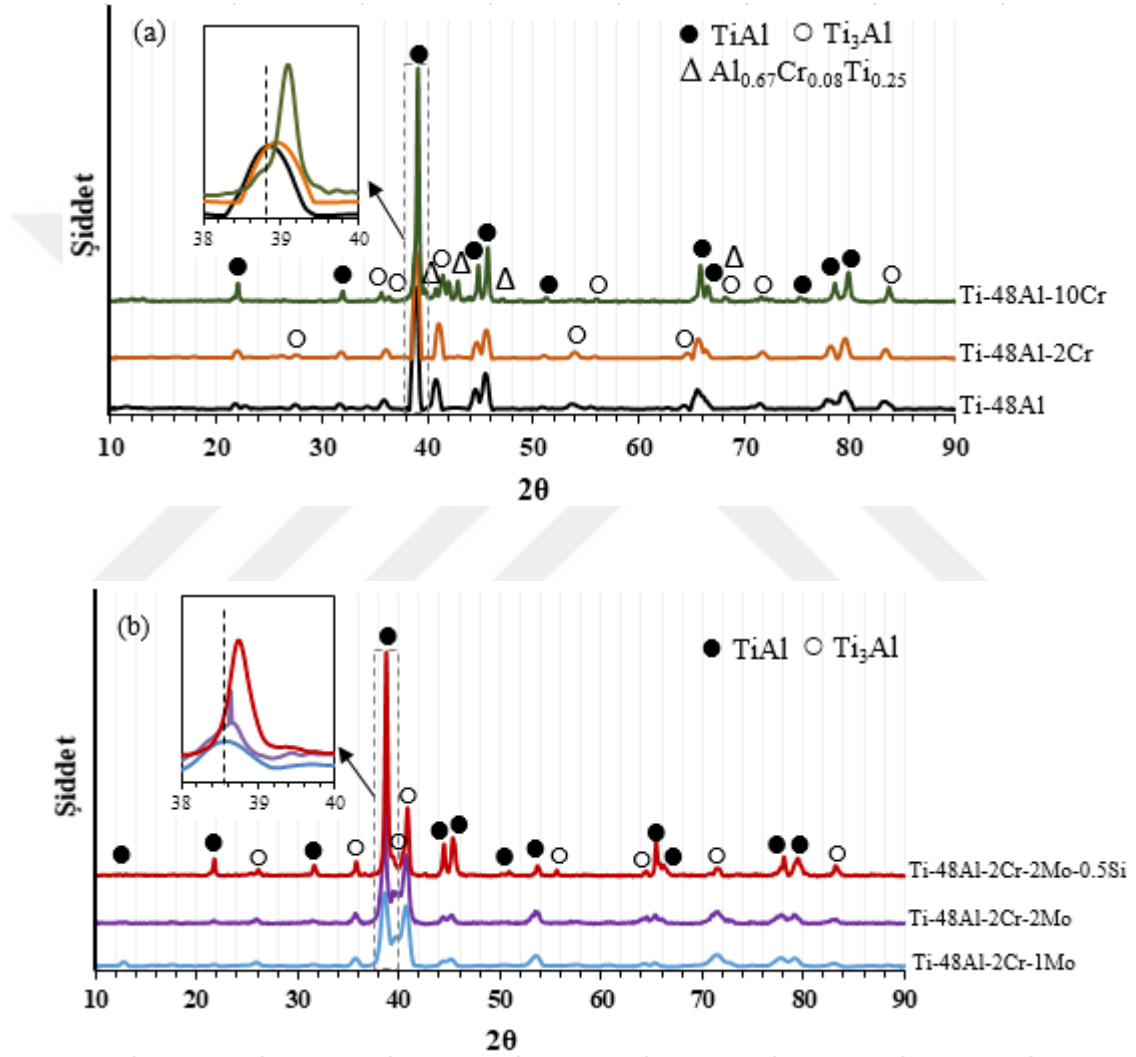 (a)
● TiAl ○ Ti₃Al
Δ Al₀.₆₇Cr₀.₀₈Ti₀.₂₅
38 39 40
Şiddet
Ti-48Al-10Cr
Ti-48Al-2Cr
Ti-48Al
10 20 30 40 50 60 70 80 90
2θ
(b)
● TiAl ○ Ti₃Al
38 39 40
Şiddet
Ti-48Al-2Cr-2Mo-0.5Si
Ti-48Al-2Cr-2Mo
Ti-48Al-2Cr-1Mo
10 20 30 40 50 60 70 80 90
2θ